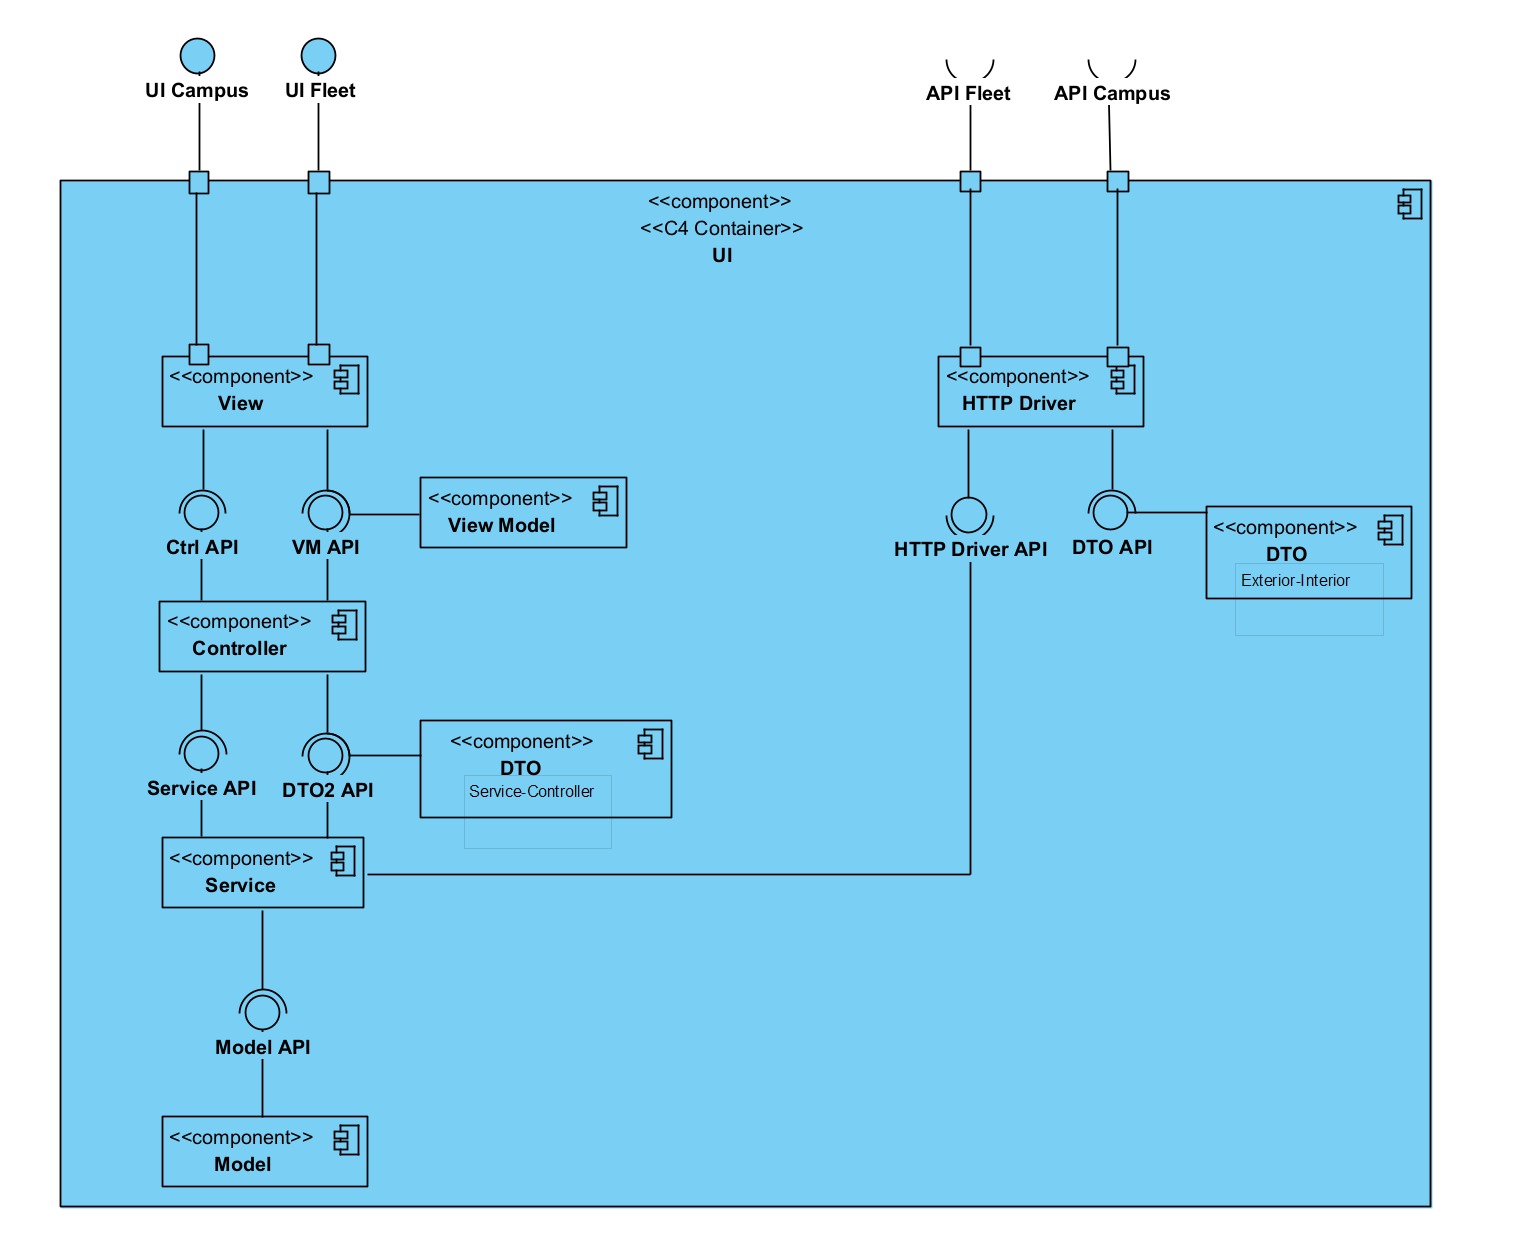 UI Campus
UI Fleet
API Fleet
API Campus
<<component>>
<<C4 Container>>
UI
<<component>>
View
<<component>>
HTTP Driver
<<component>>
View Model
Ctrl API
VM API
HTTP Driver API
DTO API
<<component>>
DTO
Exterior-Interior
<<component>>
Controller
<<component>>
DTO
Service-Controller
Service API
DTO2 API
<<component>>
Service
Model API
<<component>>
Model